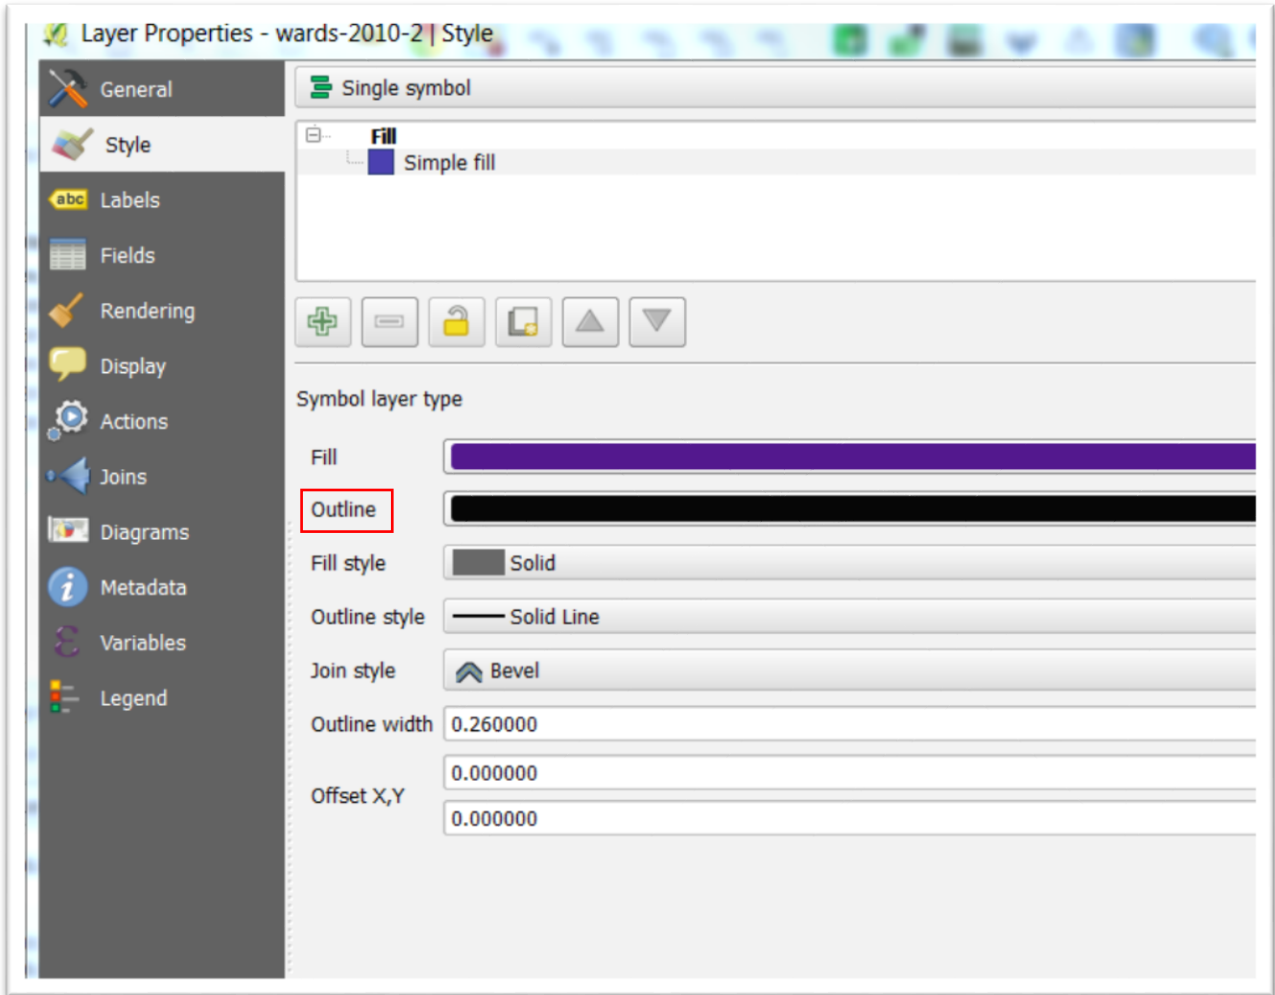 Layer Properties - wards-2010-2 | Style
General
Style
abc Labels
Fields
Rendering
Display
Actions
Joins
Diagrams
Metadata
Variables
Legend
Single symbol
Fill
Simple fill
Symbol layer type
Fill
Outline
Fill style Solid
Outline style Solid Line
Join style Bevel
Outline width 0.260000
Offset X,Y 0.000000
0.000000